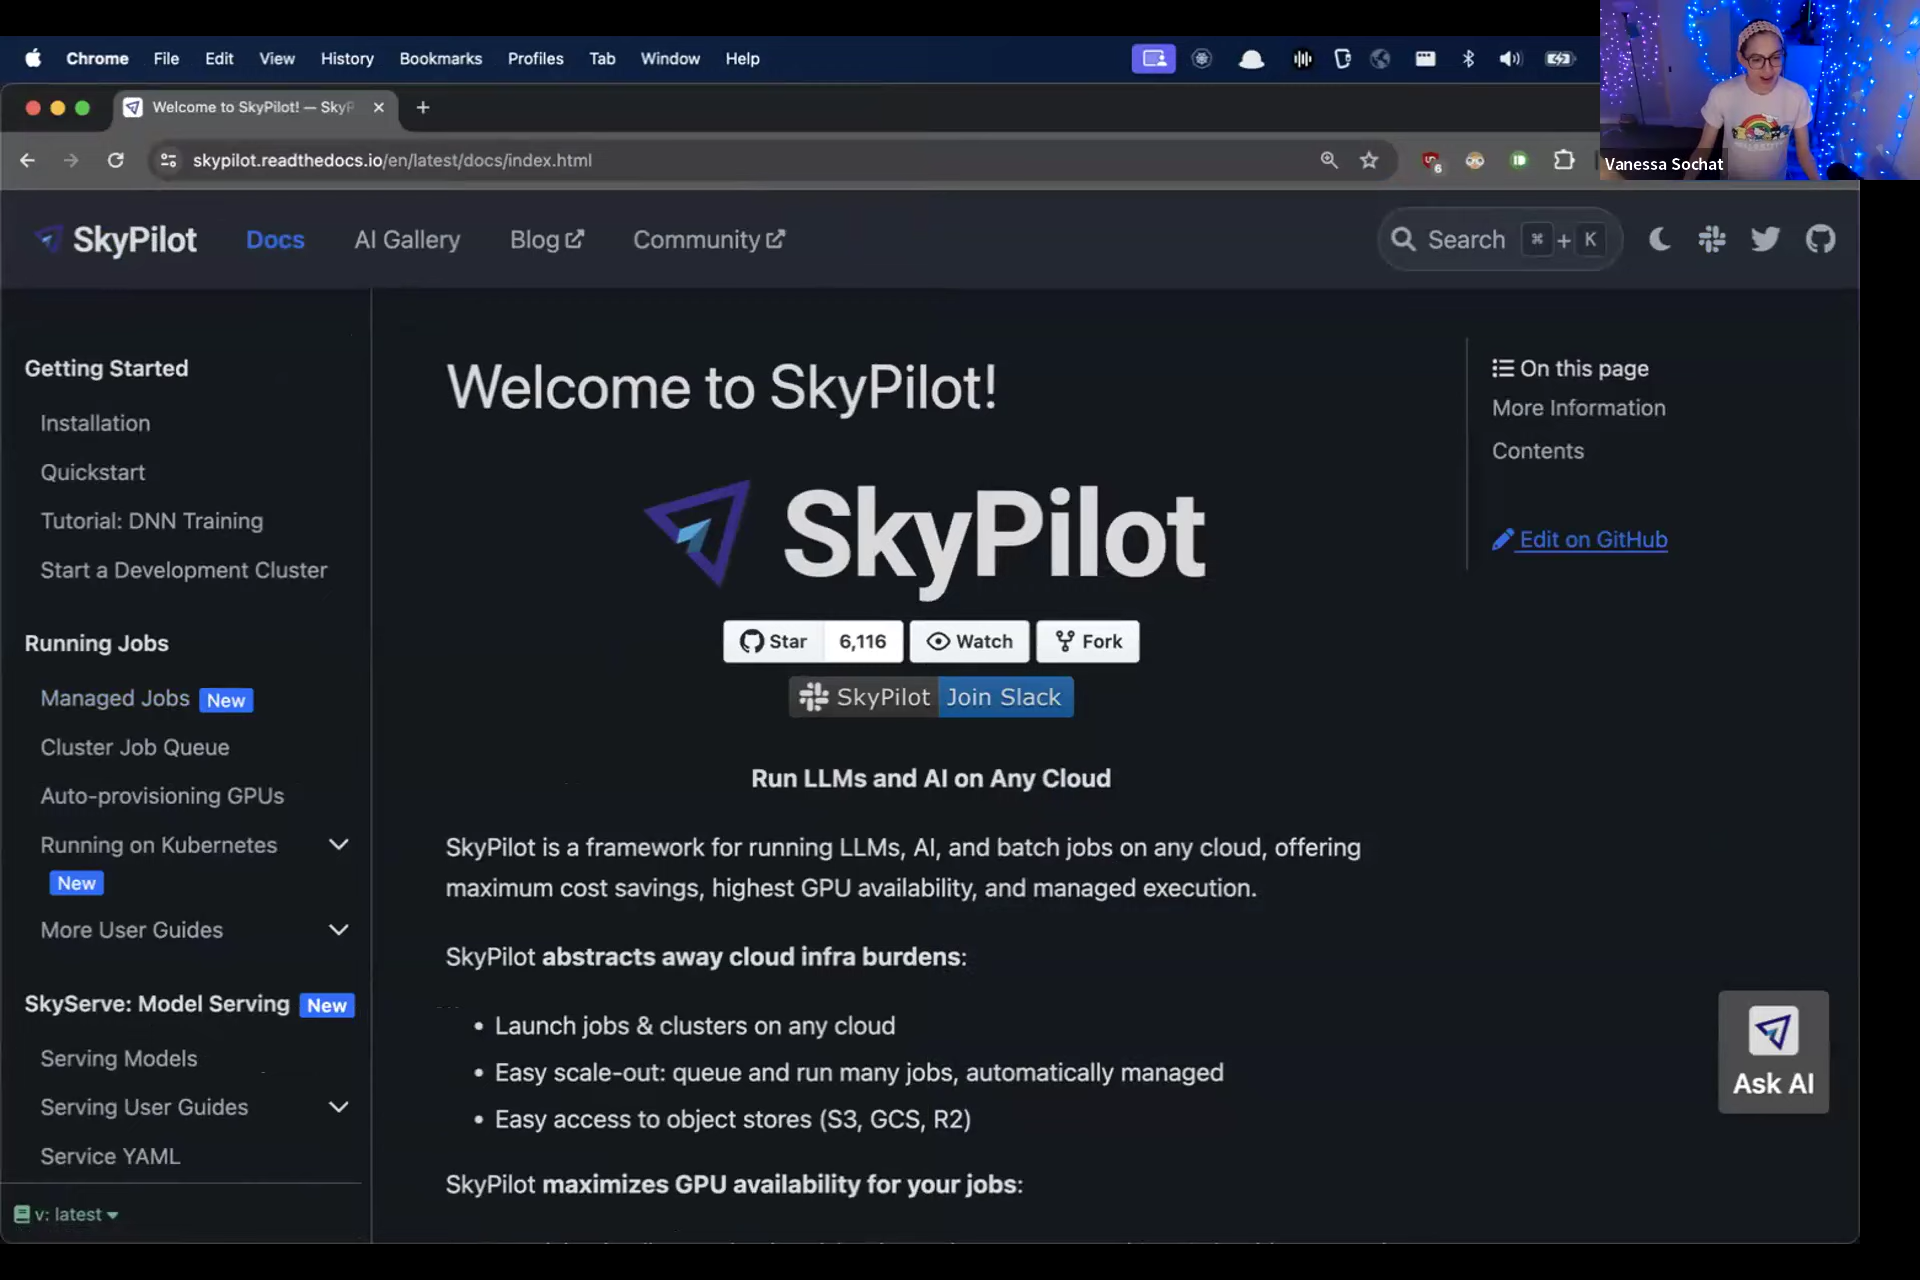 Chrome File Edit View History Bookmarks Profiles Tab Window Help
Welcome to SkyPilot! — SkyP
skypilot.readthedocs.io/en/latest/docs/index.html
6
Vanessa Sochat
SkyPilot Docs AI Gallery Blog Community Search ⌘ + K
Getting Started
Installation
Quickstart
Tutorial: DNN Training
Start a Development Cluster
Running Jobs
Managed Jobs New
Cluster Job Queue
Auto-provisioning GPUs
Running on Kubernetes
New
More User Guides
SkyServe: Model Serving New
Serving Models
Serving User Guides
Service YAML
v: latest
Welcome to SkyPilot!
SkyPilot
Star 6,116 Watch Fork
SkyPilot Join Slack
Run LLMs and AI on Any Cloud
SkyPilot is a framework for running LLMs, AI, and batch jobs on any cloud, offering
maximum cost savings, highest GPU availability, and managed execution.
SkyPilot abstracts away cloud infra burdens:
• Launch jobs & clusters on any cloud
• Easy scale-out: queue and run many jobs, automatically managed
• Easy access to object stores (S3, GCS, R2)
SkyPilot maximizes GPU availability for your jobs:
On this page
More Information
Contents
Edit on GitHub
Ask AI